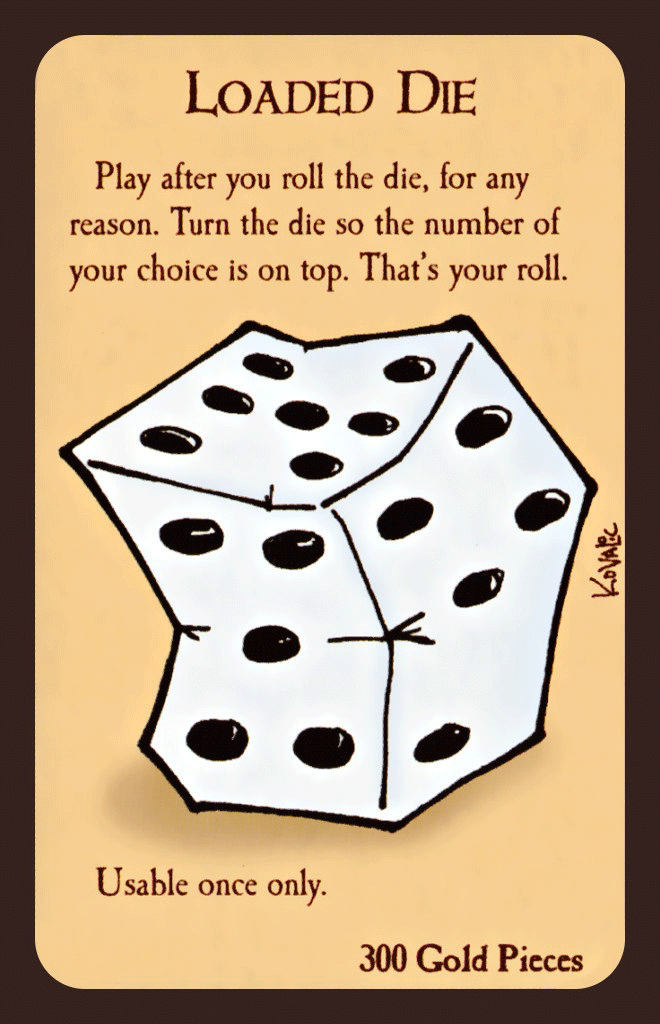 Loaded Die
Play after you roll the die, for any
reason. Turn the die so the number of
your choice is on top. That's your roll.
Kovalic
Usable once only.
300 Gold Pieces